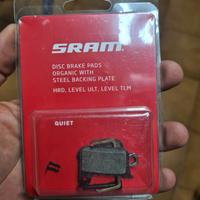 SRAM
DISC BRAKE PADS
ORGANIC WITH
STEEL BACKING PLATE
HRD, LEVEL ULT, LEVEL TLM
QUIET